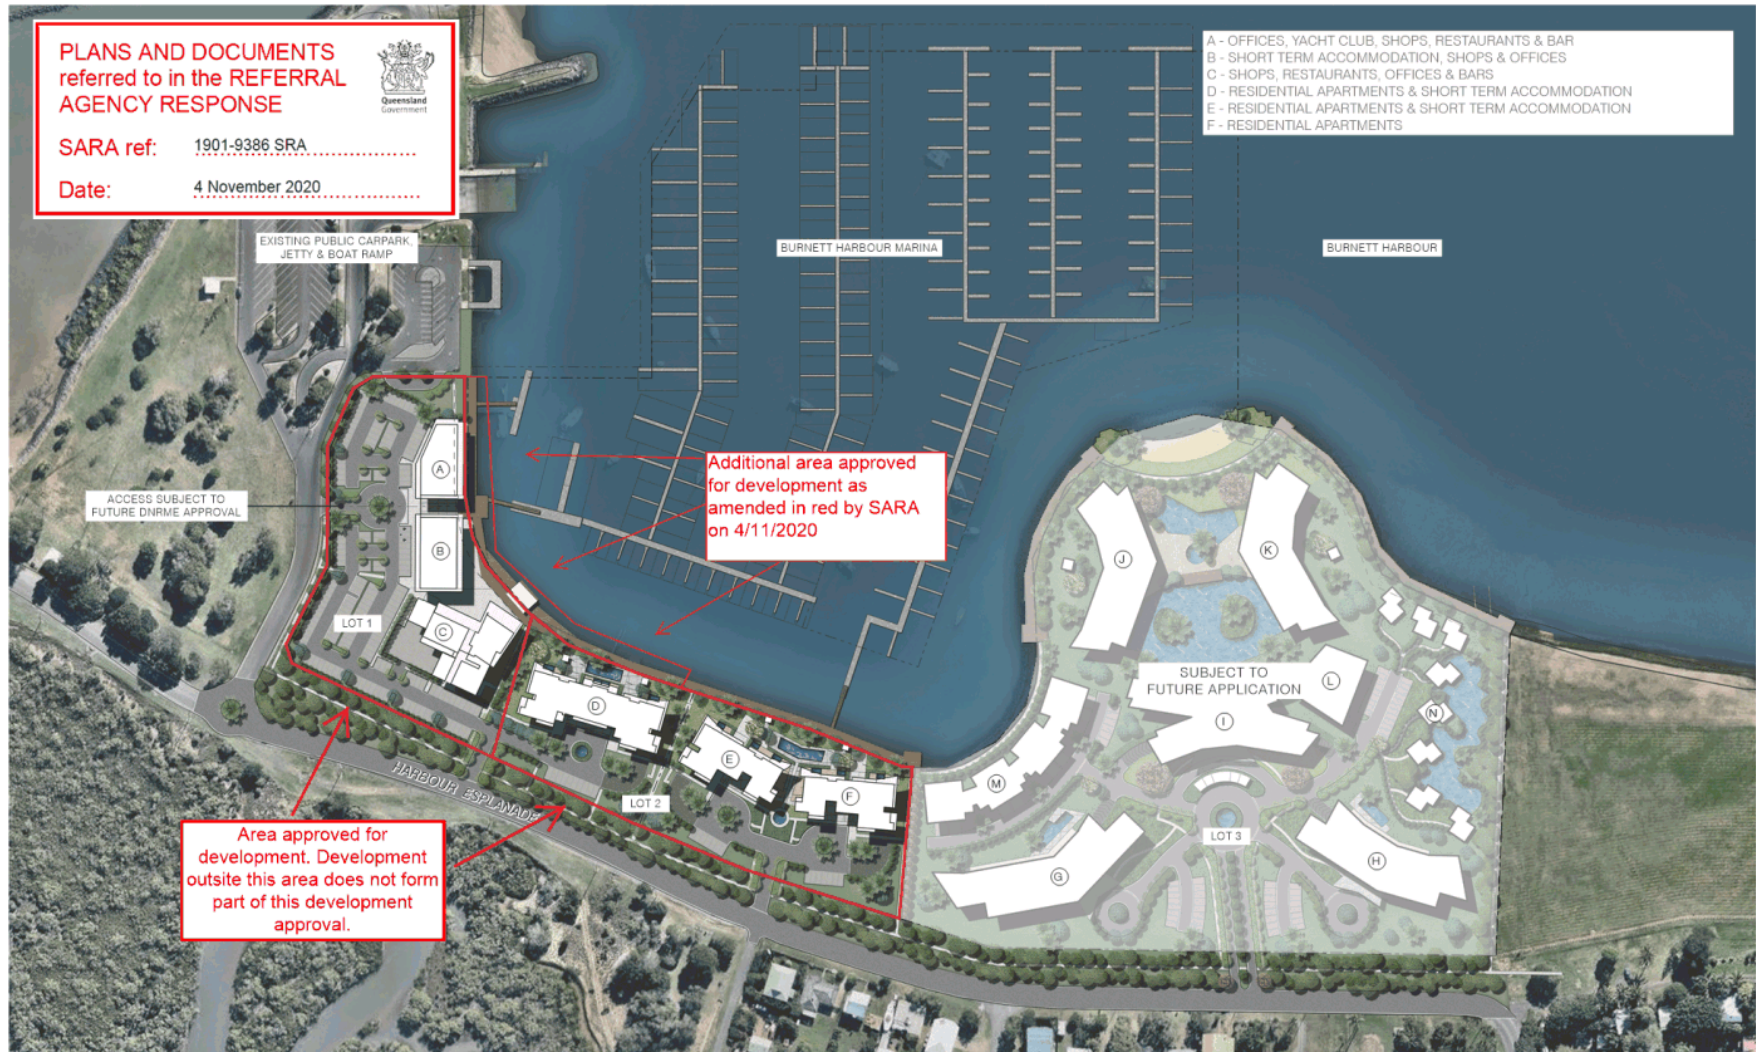 PLANS AND DOCUMENTS
referred to in the REFERRAL
AGENCY RESPONSE
Queensland
Government
SARA ref: 1901-9386 SRA
Date: 4 November 2020
A - OFFICES, YACHT CLUB, SHOPS, RESTAURANTS & BAR
B - SHORT TERM ACCOMMODATION, SHOPS & OFFICES
C - SHOPS, RESTAURANTS, OFFICES & BARS
D - RESIDENTIAL APARTMENTS & SHORT TERM ACCOMMODATION
E - RESIDENTIAL APARTMENTS & SHORT TERM ACCOMMODATION
F - RESIDENTIAL APARTMENTS
EXISTING PUBLIC CARPARK,
JETTY & BOAT RAMP
BURNETT HARBOUR MARINA
BURNETT HARBOUR
Additional area approved
for development as
amended in red by SARA
on 4/11/2020
ACCESS SUBJECT TO
FUTURE DNRME APPROVAL
A
B
C
LOT 1
D
E
F
LOT 2
HARBOUR ESPLANADE
J
K
SUBJECT TO
FUTURE APPLICATION
L
I
N
M
LOT 3
G
H
Area approved for
development. Development
outsite this area does not form
part of this development
approval.